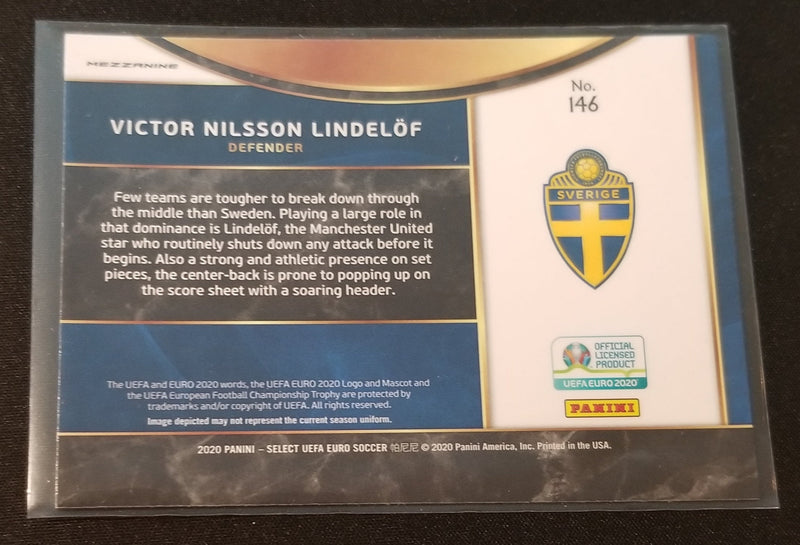 MEZZANINE
No.
146
VICTOR NILSSON LINDELÖF
DEFENDER
SVERIGE
Few teams are tougher to break down through
the middle than Sweden. Playing a large role in
that dominance is Lindelöf, the Manchester United
star who routinely shuts down any attack before it
begins. Also a strong and athletic presence on set
pieces, the center-back is prone to popping up on
the score sheet with a soaring header.
OFFICIAL
LICENSED
PRODUCT
UEFA EURO 2020
PANINI
The UEFA and EURO 2020 words, the UEFA EURO 2020 Logo and Mascot and
the UEFA European Football Championship Trophy are protected by
trademarks and/or copyright of UEFA. All rights reserved.
Image depicted may not represent the current season uniform.
2020 PANINI – SELECT UEFA EURO SOCCER 帕尼尼 © 2020 Panini America, Inc. Printed in the USA.